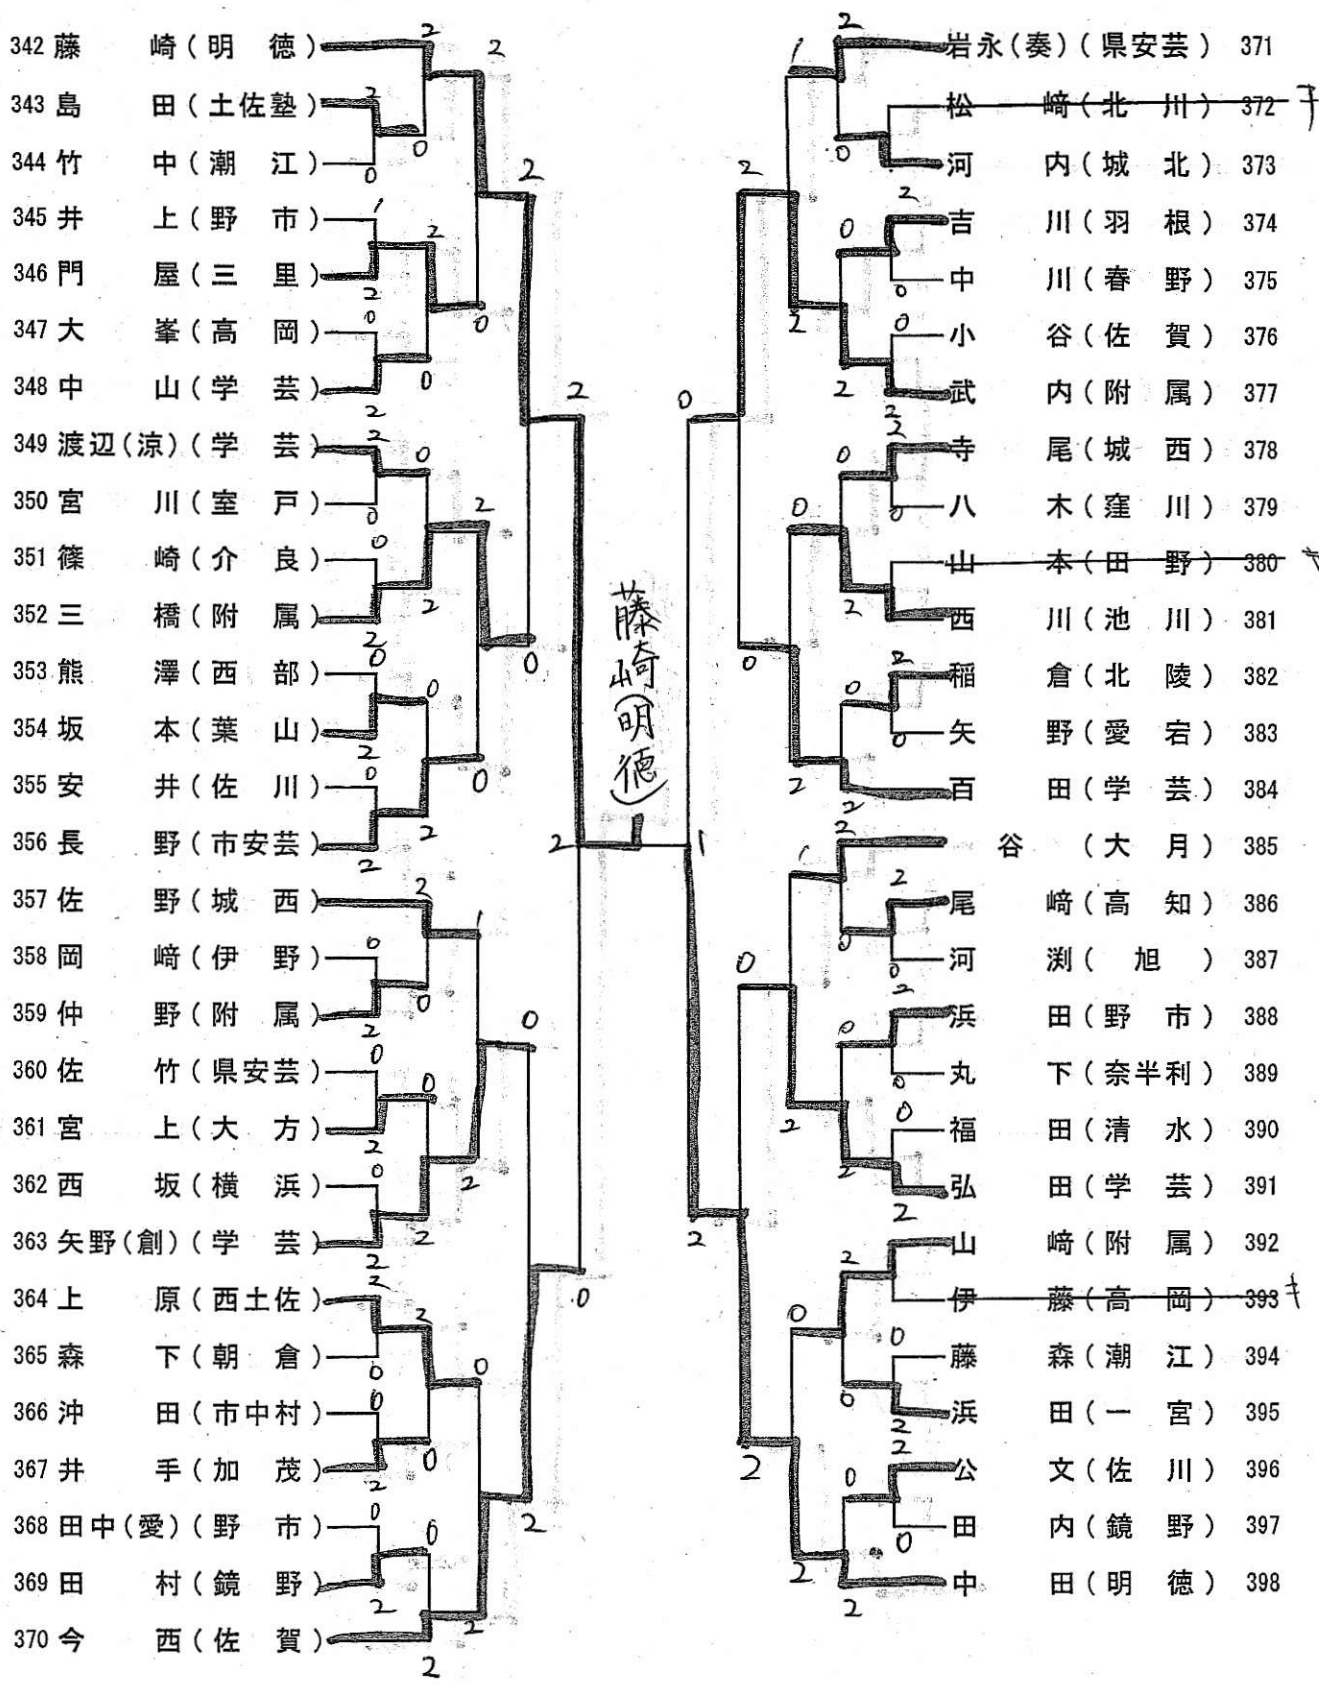 342 藤崎(明徳)
343 島田(土佐塾)
344 竹中(潮江)
345 井上(野市)
346 門屋(三里)
347 大峯(高岡)
348 中山(学芸)
349 渡辺(涼)(学芸)
350 宮川(室戸)
351 篠崎(介良)
352 三橋(附属)
353 熊澤(西部)
354 坂本(葉山)
355 安井(佐川)
356 長野(市安芸)
357 佐野(城西)
358 岡﨑(伊野)
359 仲野(附属)
360 佐竹(県安芸)
361 宮上(大方)
362 西坂(横浜)
363 矢野(創)(学芸)
364 上原(西土佐)
365 森下(朝倉)
366 沖田(市中村)
367 井手(加茂)
368 田中(愛)(野市)
369 田村(鏡野)
370 今西(佐賀)
藤崎(明徳)
岩永(奏)(県安芸) 371
松﨑(北川) 372
河内(城北) 373
吉川(羽根) 374
中川(春野) 375
小谷(佐賀) 376
武内(附属) 377
寺尾(城西) 378
八木(窪川) 379
山本(田野) 380
西川(池川) 381
稲倉(北陵) 382
矢野(愛宕) 383
百田(学芸) 384
谷(大月) 385
尾﨑(高知) 386
河渕(旭) 387
浜田(野市) 388
丸下(奈半利) 389
福田(清水) 390
弘田(学芸) 391
山﨑(附属) 392
伊藤(高岡) 393
藤森(潮江) 394
浜田(一宮) 395
公文(佐川) 396
田内(鏡野) 397
中田(明徳) 398